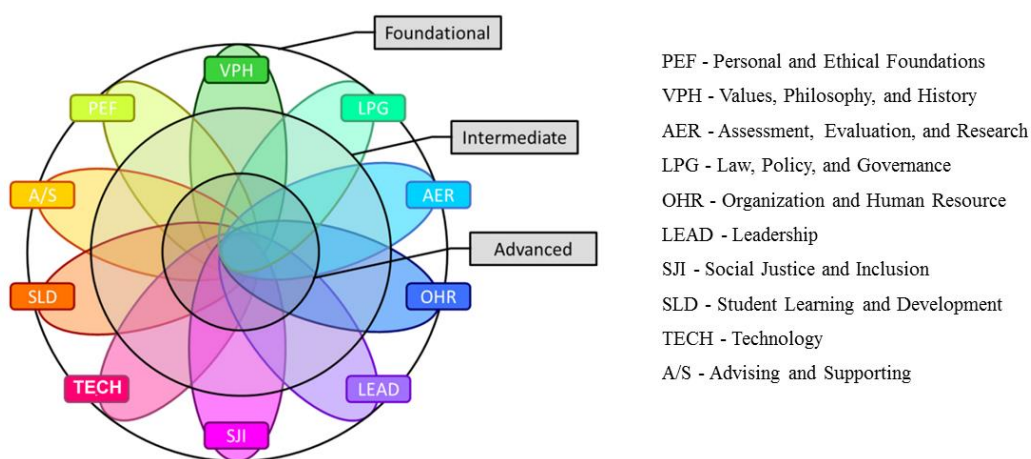 Foundational
VPH
PEF
LPG
Intermediate
A/S
AER
Advanced
SLD
OHR
TECH
LEAD
SJI
PEF - Personal and Ethical Foundations
VPH - Values, Philosophy, and History
AER - Assessment, Evaluation, and Research
LPG - Law, Policy, and Governance
OHR - Organization and Human Resource
LEAD - Leadership
SJI - Social Justice and Inclusion
SLD - Student Learning and Development
TECH - Technology
A/S - Advising and Supporting